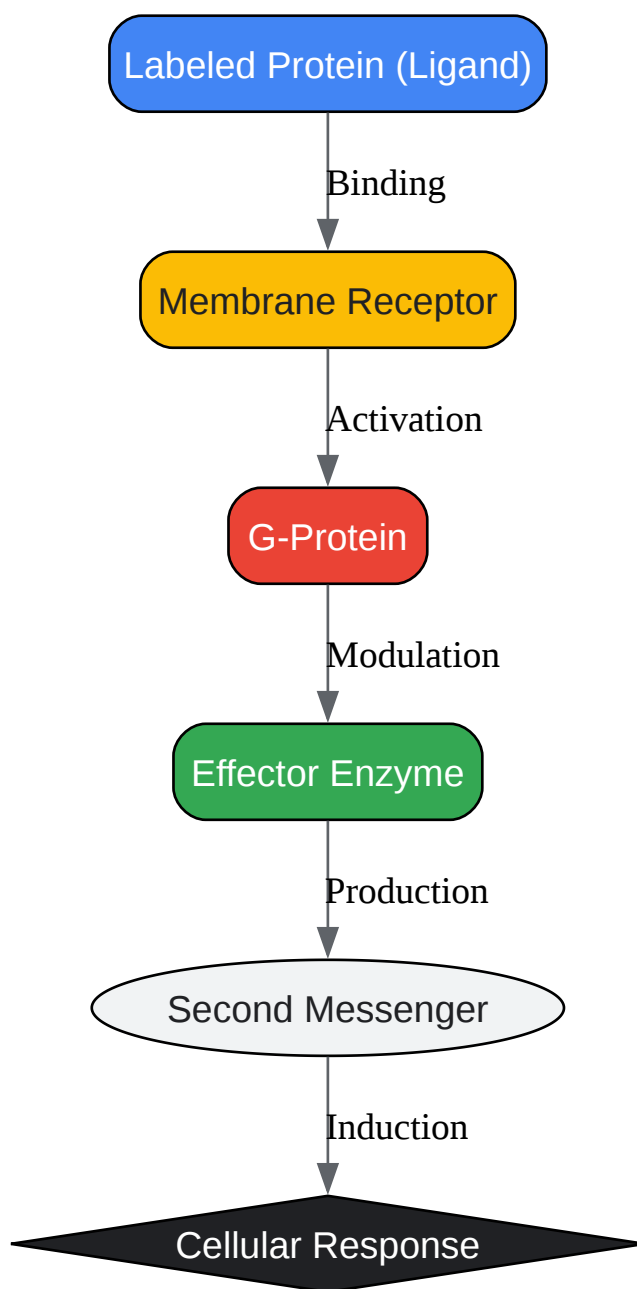 Labeled Protein (Ligand)
Binding
Membrane Receptor
Activation
G-Protein
Modulation
Effector Enzyme
Production
Second Messenger
Induction
Cellular Response